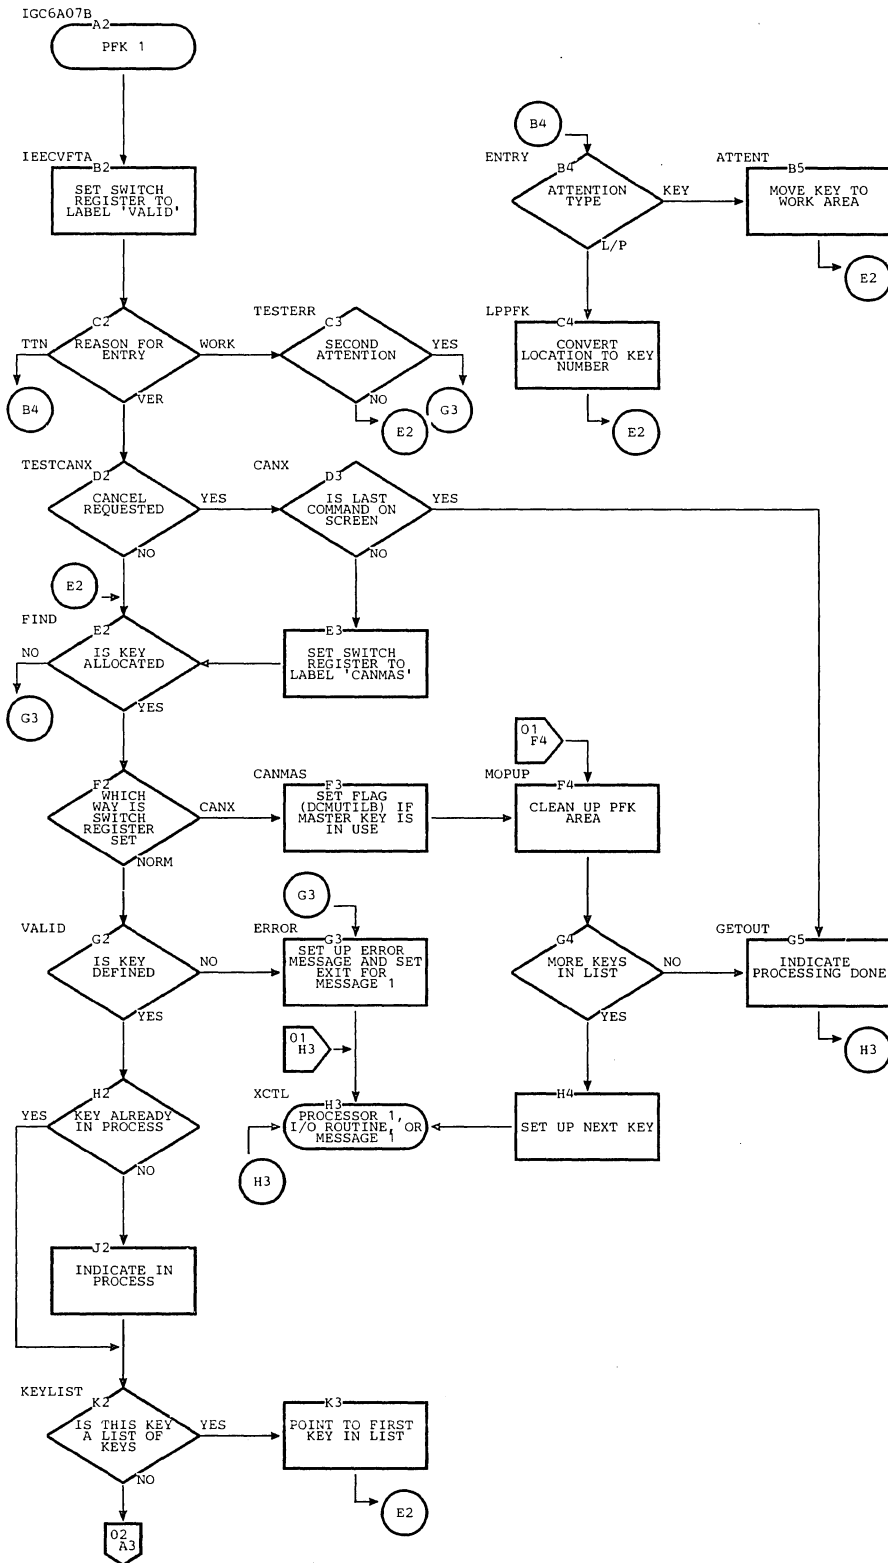 IGC6A07B
A2
PFK 1
IEECVFTA
B2
SET SWITCH
REGISTER TO
LABEL 'VALID'
B4
ENTRY
B4
ATTENTION
TYPE
KEY
L/P
ATTENT
B5
MOVE KEY TO
WORK AREA
E2
LPPFK
C4
CONVERT
LOCATION TO KEY
NUMBER
E2
C2
TTN
REASON FOR
ENTRY
WORK
VER
B4
TESTERR
C3
SECOND
ATTENTION
YES
NO
E2
G3
TESTCANX
D2
CANCEL
REQUESTED
YES
NO
CANX
D3
IS LAST
COMMAND ON
SCREEN
YES
NO
E2
FIND
E2
NO
IS KEY
ALLOCATED
YES
G3
E3
SET SWITCH
REGISTER TO
LABEL 'CANMAS'
F2
WHICH
WAY IS
SWITCH
REGISTER
SET
CANX
NORM
CANMAS
F3
SET FLAG
(DCMUTILB) IF
MASTER KEY IS
IN USE
01
F4
MOPUP
F4
CLEAN UP PFK
AREA
VALID
G2
IS KEY
DEFINED
NO
YES
G3
ERROR
G3
SET UP ERROR
MESSAGE AND SET
EXIT FOR
MESSAGE 1
G4
MORE KEYS
IN LIST
NO
YES
GETOUT
G5
INDICATE
PROCESSING DONE
H3
01
H3
H2
YES
KEY ALREADY
IN PROCESS
NO
XCTL
H3
PROCESSOR 1,
I/O ROUTINE, OR
MESSAGE 1
H3
H4
SET UP NEXT KEY
J2
INDICATE IN
PROCESS
KEYLIST
K2
IS THIS KEY
A LIST OF
KEYS
YES
NO
K3
POINT TO FIRST
KEY IN LIST
E2
02
A3